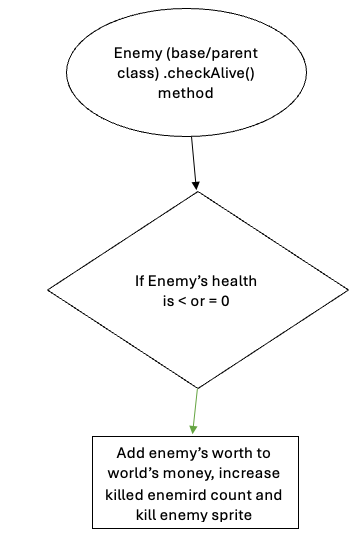 Enemy (base/parent
class) .checkAlive()
method
If Enemy's health
is < or = 0
Add enemy's worth to
world's money, increase
killed enemird count and
kill enemy sprite